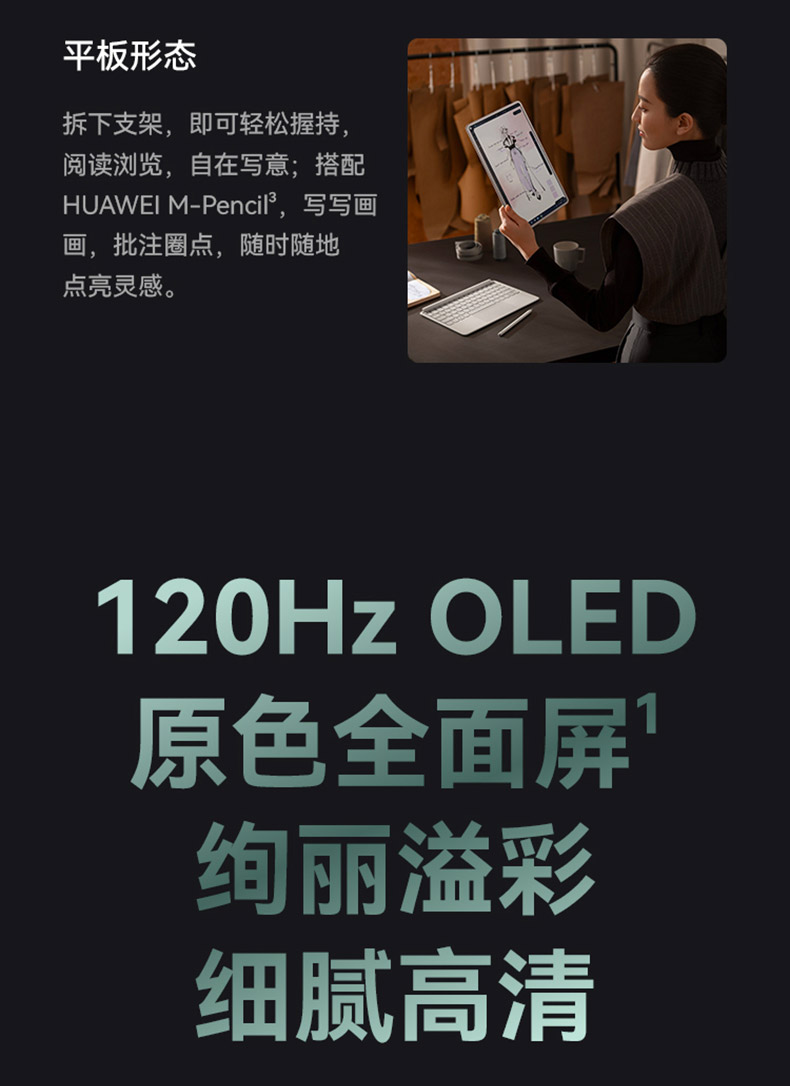 平板形态
拆下支架，即可轻松握持，
阅读浏览，自在写意；搭配
HUAWEI M-Pencil³，写写画
画，批注圈点，随时随地
点亮灵感。
120Hz OLED
原色全面屏¹
绚丽溢彩
细腻高清